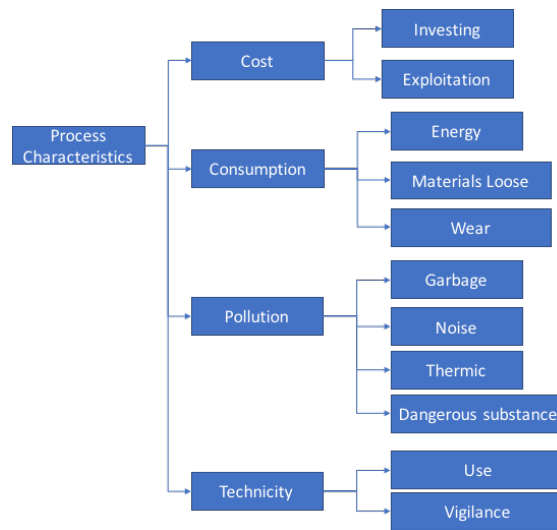 Process
Characteristics
Cost
Investing
Exploitation
Consumption
Energy
Materials Loose
Wear
Pollution
Garbage
Noise
Thermic
Dangerous substance
Technicity
Use
Vigilance